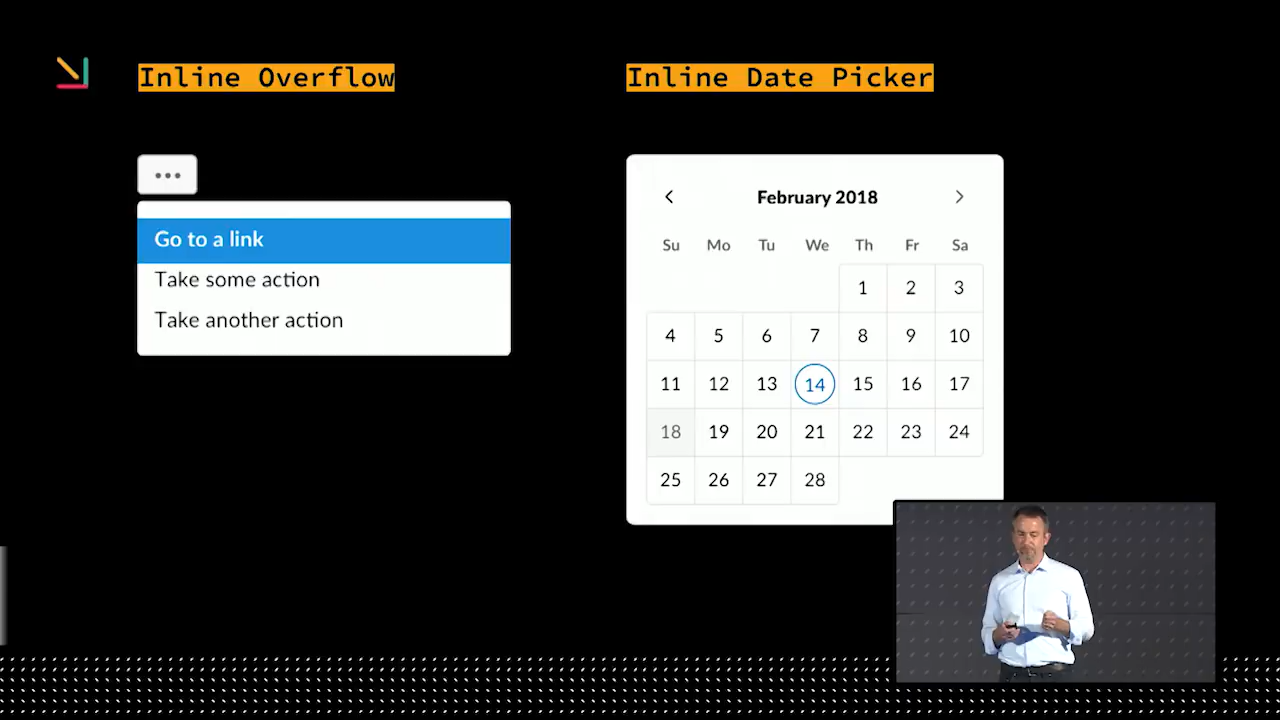 Inline Overflow
•••
Go to a link
Take some action
Take another action
Inline Date Picker
February 2018
Su Mo Tu We Th Fr Sa
1 2 3
4 5 6 7 8 9 10
11 12 13 14 15 16 17
18 19 20 21 22 23 24
25 26 27 28